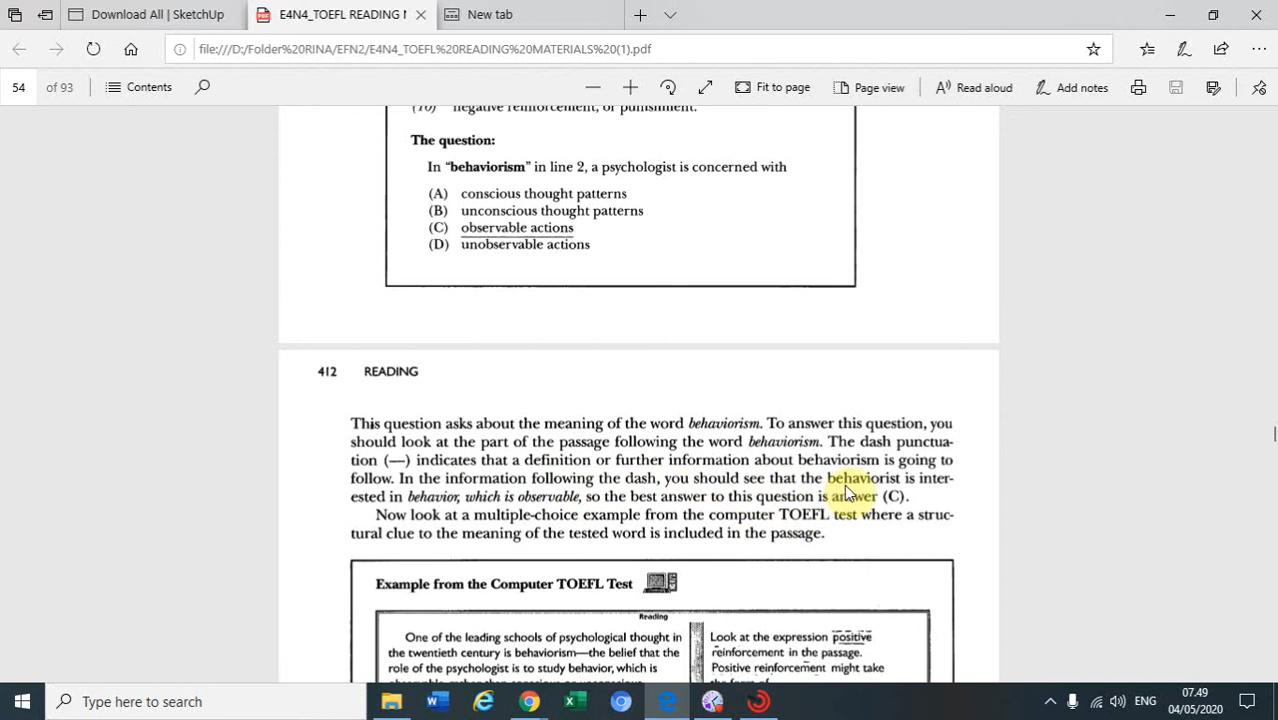 Download All | SketchUp
E4N4_TOEFL READING M
New tab
file:///D:/Folder%20RINA/EFN2/E4N4_TOEFL%20READING%20MATERIALS%20(1).pdf
54 of 93
Contents
Fit to page
Page view
Read aloud
Add notes
(10) negative reinforcement, or punishment.
The question:
In "behaviorism" in line 2, a psychologist is concerned with
(A) conscious thought patterns
(B) unconscious thought patterns
(C) observable actions
(D) unobservable actions
412 READING
This question asks about the meaning of the word behaviorism. To answer this question, you
should look at the part of the passage following the word behaviorism. The dash punctua-
tion (—) indicates that a definition or further information about behaviorism is going to
follow. In the information following the dash, you should see that the behaviorist is inter-
ested in behavior, which is observable, so the best answer to this question is answer (C).
Now look at a multiple-choice example from the computer TOEFL test where a struc-
tural clue to the meaning of the tested word is included in the passage.
Example from the Computer TOEFL Test
Reading
One of the leading schools of psychological thought in
the twentieth century is behaviorism—the belief that the
role of the psychologist is to study behavior, which is
Look at the expression positive
reinforcement in the passage.
Positive reinforcement might take
the form of
Type here to search
ENG
07.49
04/05/2020